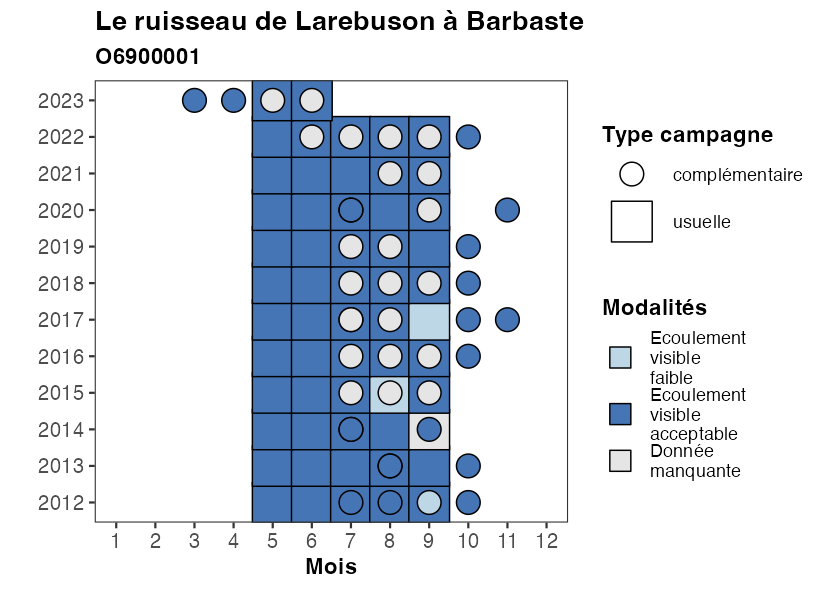 Le ruisseau de Larebuson à Barbaste
O6900001
2023
2022
2021
2020
2019
2018
2017
2016
2015
2014
2013
2012
1 2 3 4 5 6 7 8 9 10 11 12
Mois
Type campagne
complémentaire
usuelle
Modalités
Ecoulement
visible
faible
Ecoulement
visible
acceptable
Donnée
manquante